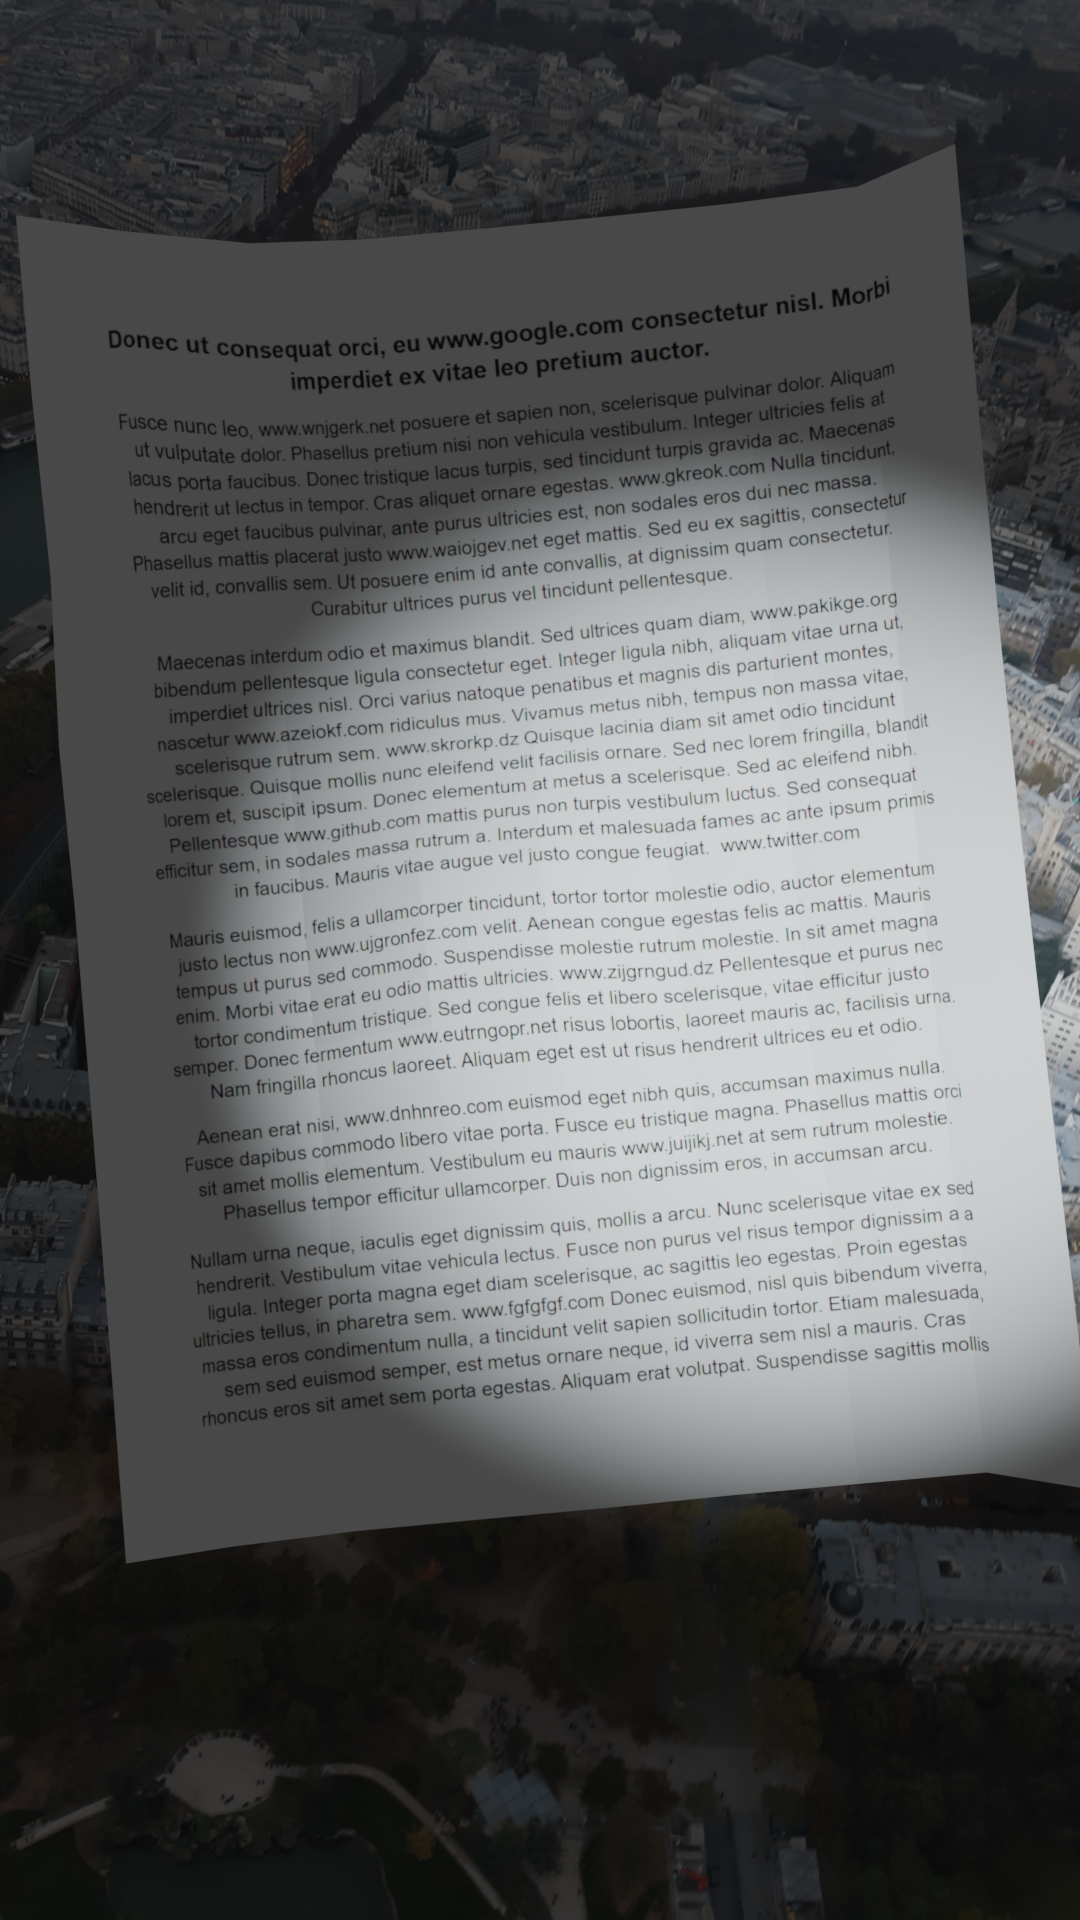 Donec ut consequat orci, eu www.google.com consectetur nisl. Morbi
imperdiet ex vitae leo pretium auctor.
Fusce nunc leo, www.wnjgerk.net posuere et sapien non, scelerisque pulvinar dolor. Aliquam
ut vulputate dolor. Phasellus pretium nisi non vehicula vestibulum. Integer ultricies felis at
lacus porta faucibus. Donec tristique lacus turpis, sed tincidunt turpis gravida ac. Maecenas
hendrerit ut lectus in tempor. Cras aliquet ornare egestas. www.gkreok.com Nulla tincidunt,
arcu eget faucibus pulvinar, ante purus ultricies est, non sodales eros dui nec massa.
Phasellus mattis placerat justo www.waiojgev.net eget mattis. Sed eu ex sagittis, consectetur
velit id, convallis sem. Ut posuere enim id ante convallis, at dignissim quam consectetur.
Curabitur ultrices purus vel tincidunt pellentesque.
Maecenas interdum odio et maximus blandit. Sed ultrices quam diam, www.pakikge.org
bibendum pellentesque ligula consectetur eget. Integer ligula nibh, aliquam vitae urna ut,
imperdiet ultrices nisl. Orci varius natoque penatibus et magnis dis parturient montes,
nascetur www.azeiokf.com ridiculus mus. Vivamus metus nibh, tempus non massa vitae,
scelerisque rutrum sem. www.skrorkp.dz Quisque lacinia diam sit amet odio tincidunt
scelerisque. Quisque mollis nunc eleifend velit facilisis ornare. Sed nec lorem fringilla, blandit
lorem et, suscipit ipsum. Donec elementum at metus a scelerisque. Sed ac eleifend nibh.
Pellentesque www.github.com mattis purus non turpis vestibulum luctus. Sed consequat
efficitur sem, in sodales massa rutrum a. Interdum et malesuada fames ac ante ipsum primis
in faucibus. Mauris vitae augue vel justo congue feugiat.  www.twitter.com
Mauris euismod, felis a ullamcorper tincidunt, tortor tortor molestie odio, auctor elementum
justo lectus non www.ujgronfez.com velit. Aenean congue egestas felis ac mattis. Mauris
tempus ut purus sed commodo. Suspendisse molestie rutrum molestie. In sit amet magna
enim. Morbi vitae erat eu odio mattis ultricies. www.zijgrngud.dz Pellentesque et purus nec
tortor condimentum tristique. Sed congue felis et libero scelerisque, vitae efficitur justo
semper. Donec fermentum www.eutrngopr.net risus lobortis, laoreet mauris ac, facilisis urna.
Nam fringilla rhoncus laoreet. Aliquam eget est ut risus hendrerit ultrices eu et odio.
Aenean erat nisi, www.dnhnreo.com euismod eget nibh quis, accumsan maximus nulla.
Fusce dapibus commodo libero vitae porta. Fusce eu tristique magna. Phasellus mattis orci
sit amet mollis elementum. Vestibulum eu mauris www.juijikj.net at sem rutrum molestie.
Phasellus tempor efficitur ullamcorper. Duis non dignissim eros, in accumsan arcu.
Nullam urna neque, iaculis eget dignissim quis, mollis a arcu. Nunc scelerisque vitae ex sed
hendrerit. Vestibulum vitae vehicula lectus. Fusce non purus vel risus tempor dignissim a a
ligula. Integer porta magna eget diam scelerisque, ac sagittis leo egestas. Proin egestas
ultricies tellus, in pharetra sem. www.fgfgfgf.com Donec euismod, nisl quis bibendum viverra,
massa eros condimentum nulla, a tincidunt velit sapien sollicitudin tortor. Etiam malesuada,
sem sed euismod semper, est metus ornare neque, id viverra sem nisl a mauris. Cras
rhoncus eros sit amet sem porta egestas. Aliquam erat volutpat. Suspendisse sagittis mollis